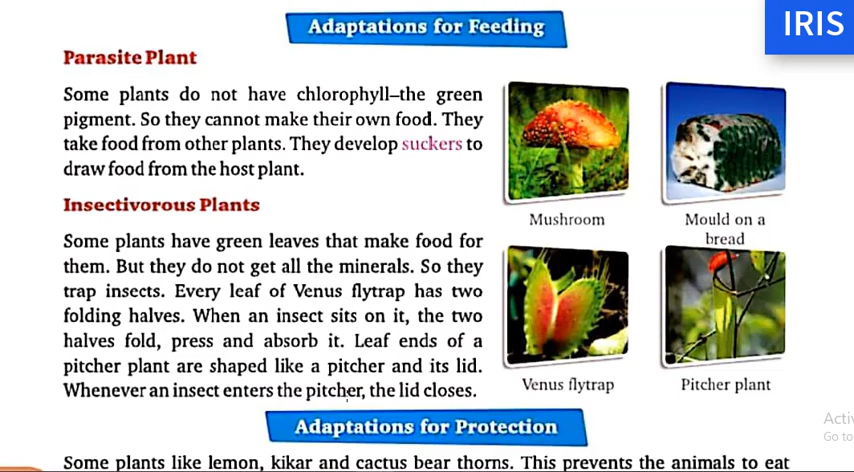 IRIS
Adaptations for Feeding
Parasite Plant
Some plants do not have chlorophyll–the green
pigment. So they cannot make their own food. They
take food from other plants. They develop suckers to
draw food from the host plant.
Insectivorous Plants
Some plants have green leaves that make food for
them. But they do not get all the minerals. So they
trap insects. Every leaf of Venus flytrap has two
folding halves. When an insect sits on it, the two
halves fold, press and absorb it. Leaf ends of a
pitcher plant are shaped like a pitcher and its lid.
Whenever an insect enters the pitcher, the lid closes.
Mushroom
Mould on a
bread
Venus flytrap
Pitcher plant
Adaptations for Protection
Some plants like lemon, kikar and cactus bear thorns. This prevents the animals to eat
Go to